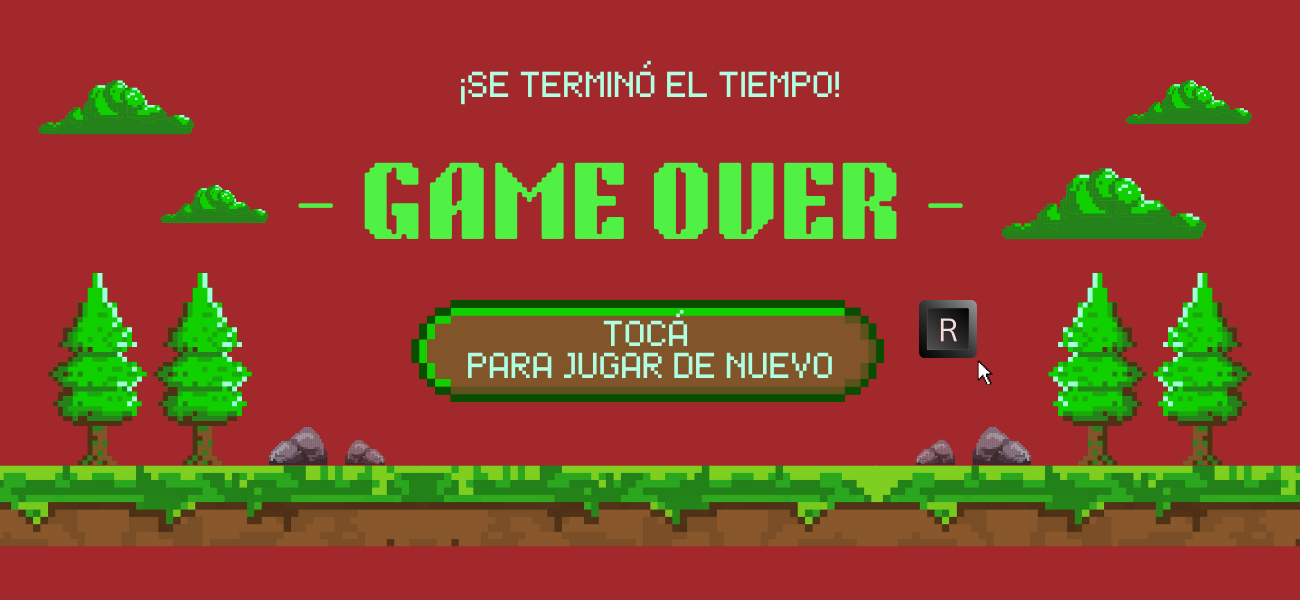 ¡SE TERMINÓ EL TIEMPO!
– GAME OVER –
TOCÁ
PARA JUGAR DE NUEVO
R